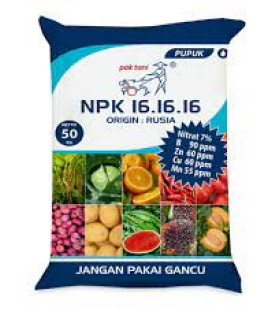 PUPUK
pak tani
NPK 16.16.16
ORIGIN : RUSIA
NETTO
50
KG
Nitrat 7%
B 90 ppm
Zn 60 ppm
Cu 60 ppm
Mn 55 ppm
JANGAN PAKAI GANCU